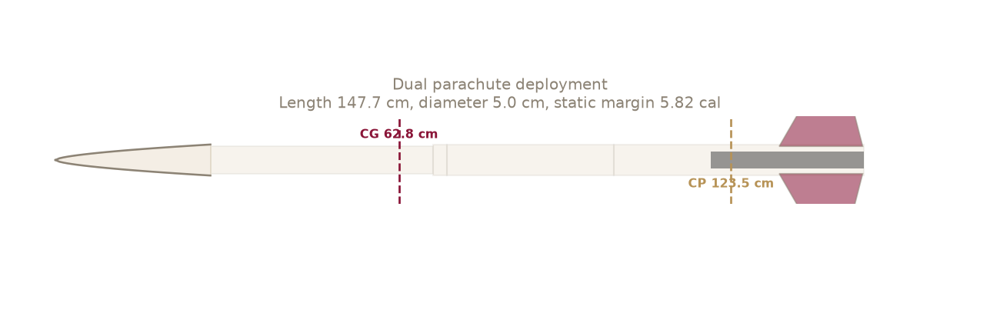 Dual parachute deployment
Length 147.7 cm, diameter 5.0 cm, static margin 5.82 cal
CG 62.8 cm
CP 123.5 cm